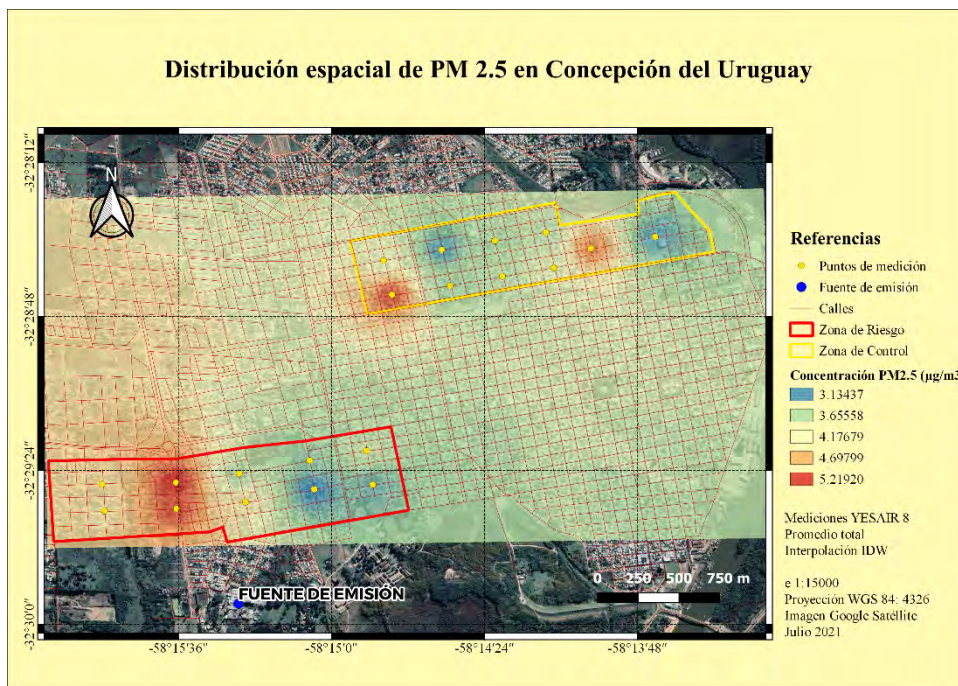 Distribución espacial de PM 2.5 en Concepción del Uruguay
N
-32°28'12"
-32°28'48"
-32°29'24"
-32°30'0"
-58°15'36"
-58°15'0"
-58°14'24"
-58°13'48"
FUENTE DE EMISIÓN
0 250 500 750 m
Referencias
Puntos de medición
Fuente de emisión
Calles
Zona de Riesgo
Zona de Control
Concentración PM2.5 (µg/m3
3.13437
3.65558
4.17679
4.69799
5.21920
Mediciones YESAIR 8
Promedio total
Interpolación IDW
e 1:15000
Proyección WGS 84: 4326
Imagen Google Satéllite
Julio 2021